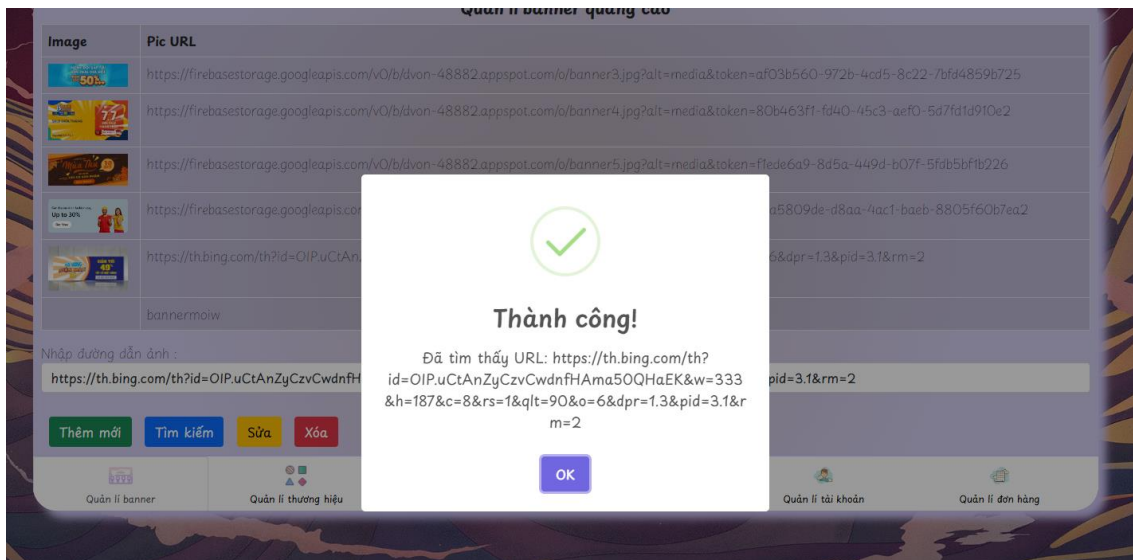 Quản lí banner quảng cáo
Image Pic URL
https://firebasestorage.googleapis.com/v0/b/dvon-48882.appspot.com/o/banner3.jpg?alt=media&token=af03b560-972b-4cd5-8c22-7bfd4859b725
50%
https://firebasestorage.googleapis.com/v0/b/dvon-48882.appspot.com/o/banner4.jpg?alt=media&token=80b463f1-fd40-45c3-aef0-5d7fd1d910e2
7.7
https://firebasestorage.googleapis.com/v0/b/dvon-48882.appspot.com/o/banner5.jpg?alt=media&token=f1ede6a9-8d5a-449d-b07f-5fdb5bf1b226
https://firebasestorage.googleapis.cor
a5809de-d8aa-4ac1-baeb-8805f60b7ea2
Up to 30%
https://th.bing.com/th?id=OIP.uCtAn
6&dpr=1.3&pid=3.1&rm=2
bannermoiw
Thành công!
Đã tìm thấy URL: https://th.bing.com/th?
id=OIP.uCtAnZyCzvCwdnfHAma50QHaEK&w=333
&h=187&c=8&rs=1&qlt=90&o=6&dpr=1.3&pid=3.1&r
m=2
OK
Nhập đường dẫn ảnh :
https://th.bing.com/th?id=OIP.uCtAnZyCzvCwdnfH
pid=3.1&rm=2
Thêm mới Tìm kiếm Sửa Xóa
Quản lí banner Quản lí thương hiệu Quản lí tài khoản Quản lí đơn hàng